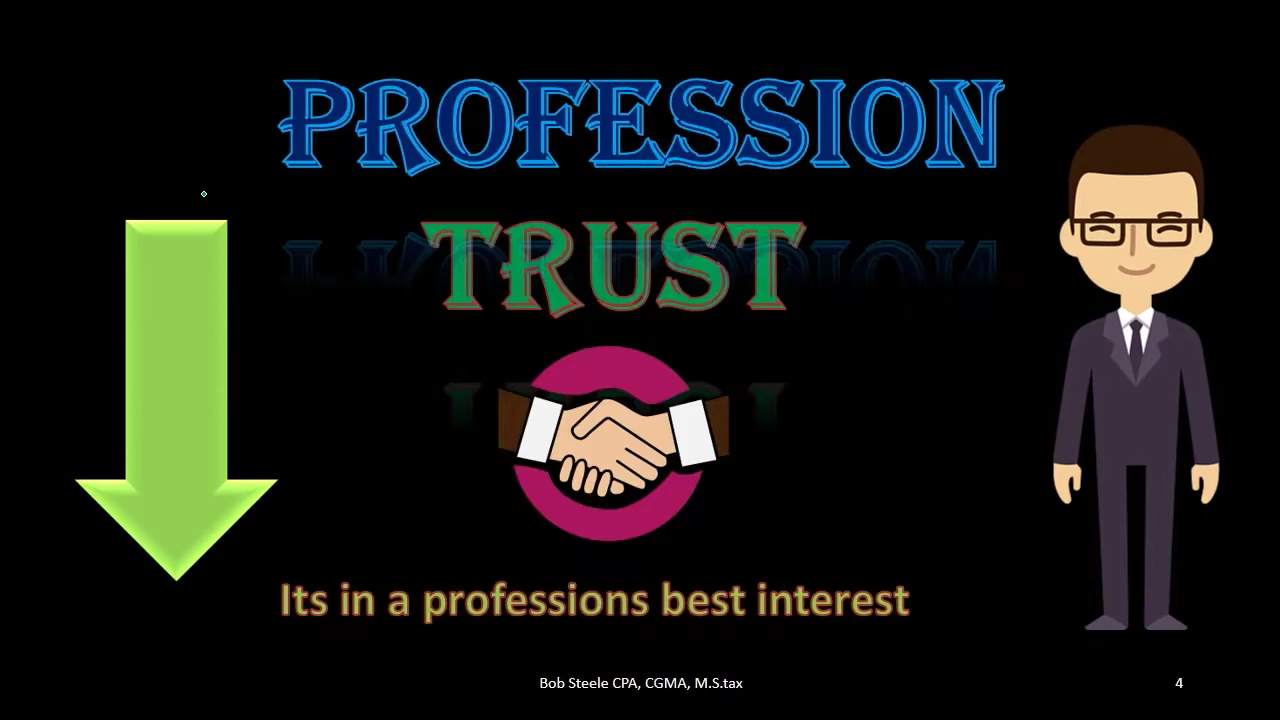 PROFESSION
TRUST
Its in a professions best interest
Bob Steele CPA, CGMA, M.S.tax
4